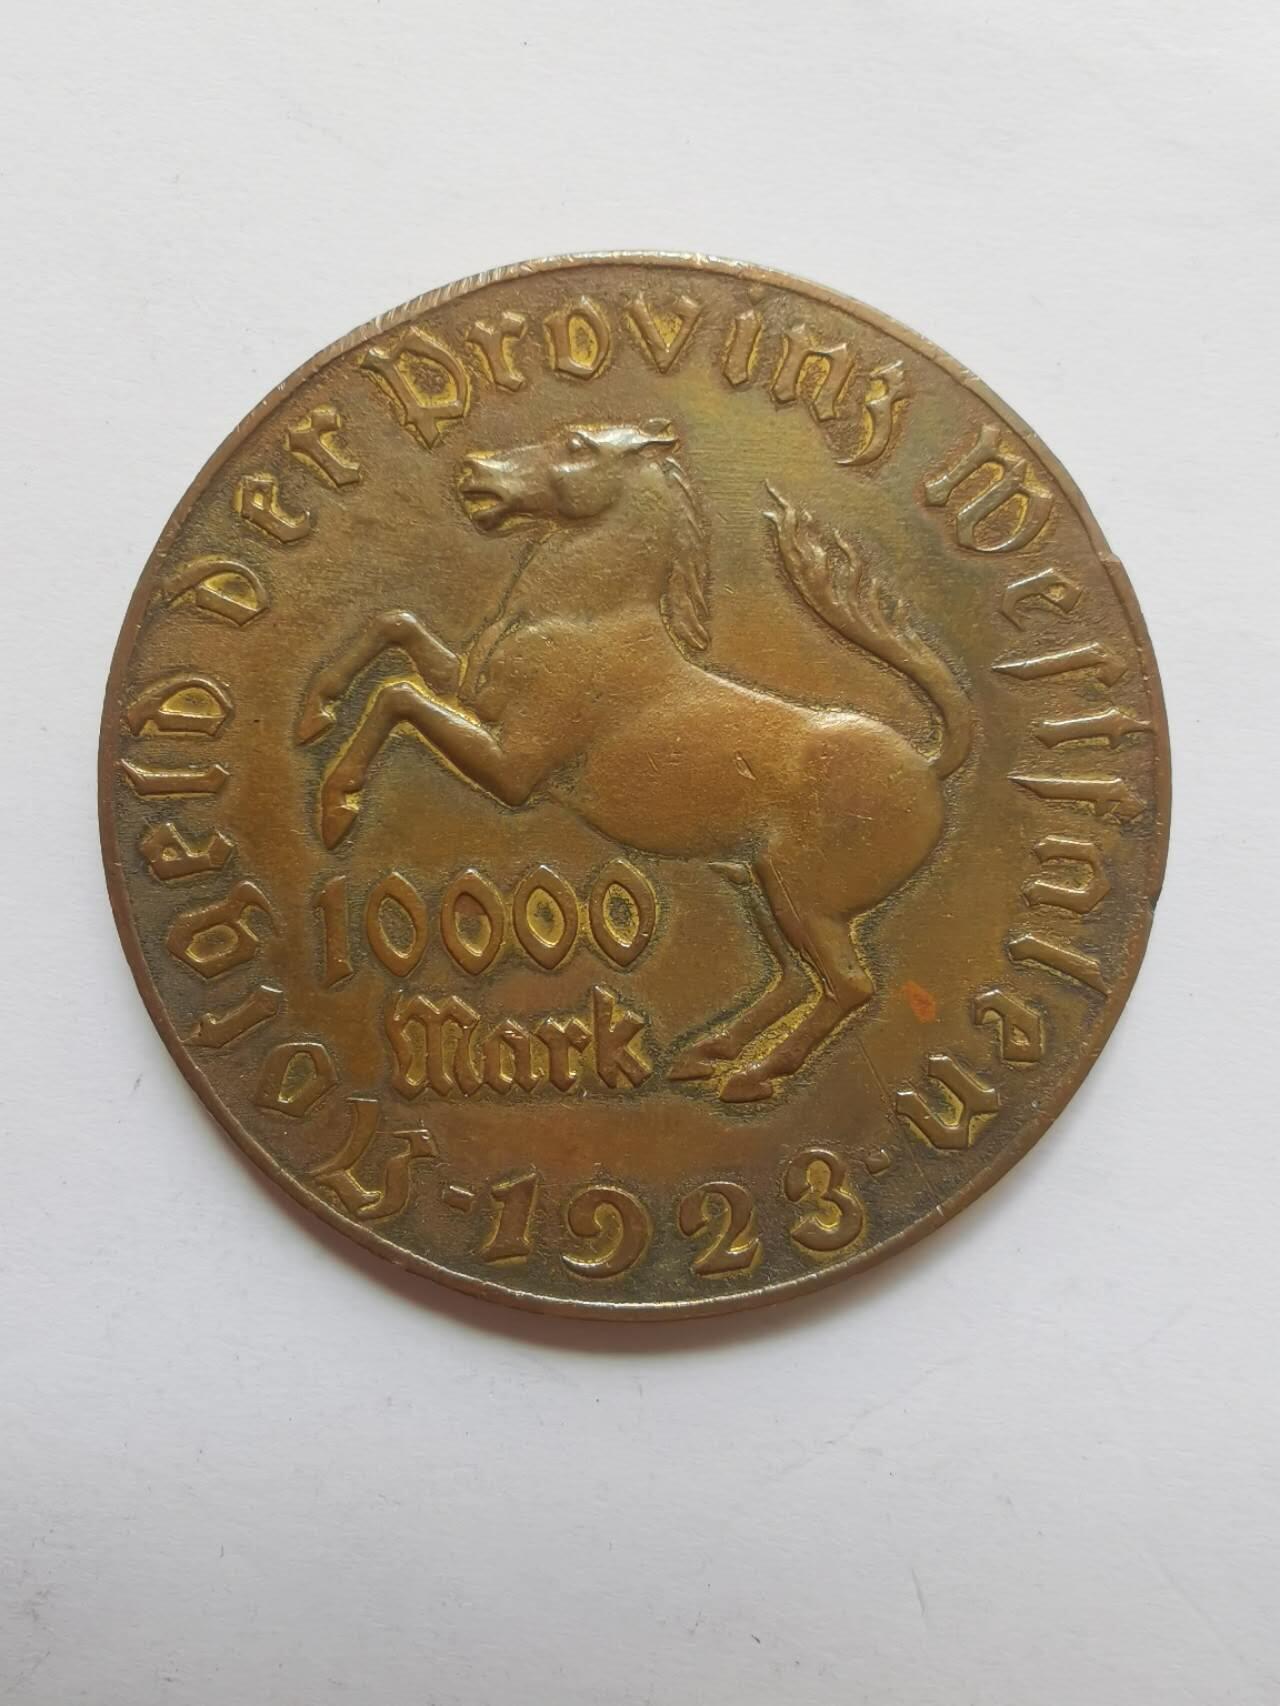 Notgeld der Provinz Westfalen
10000
Mark
·1923·